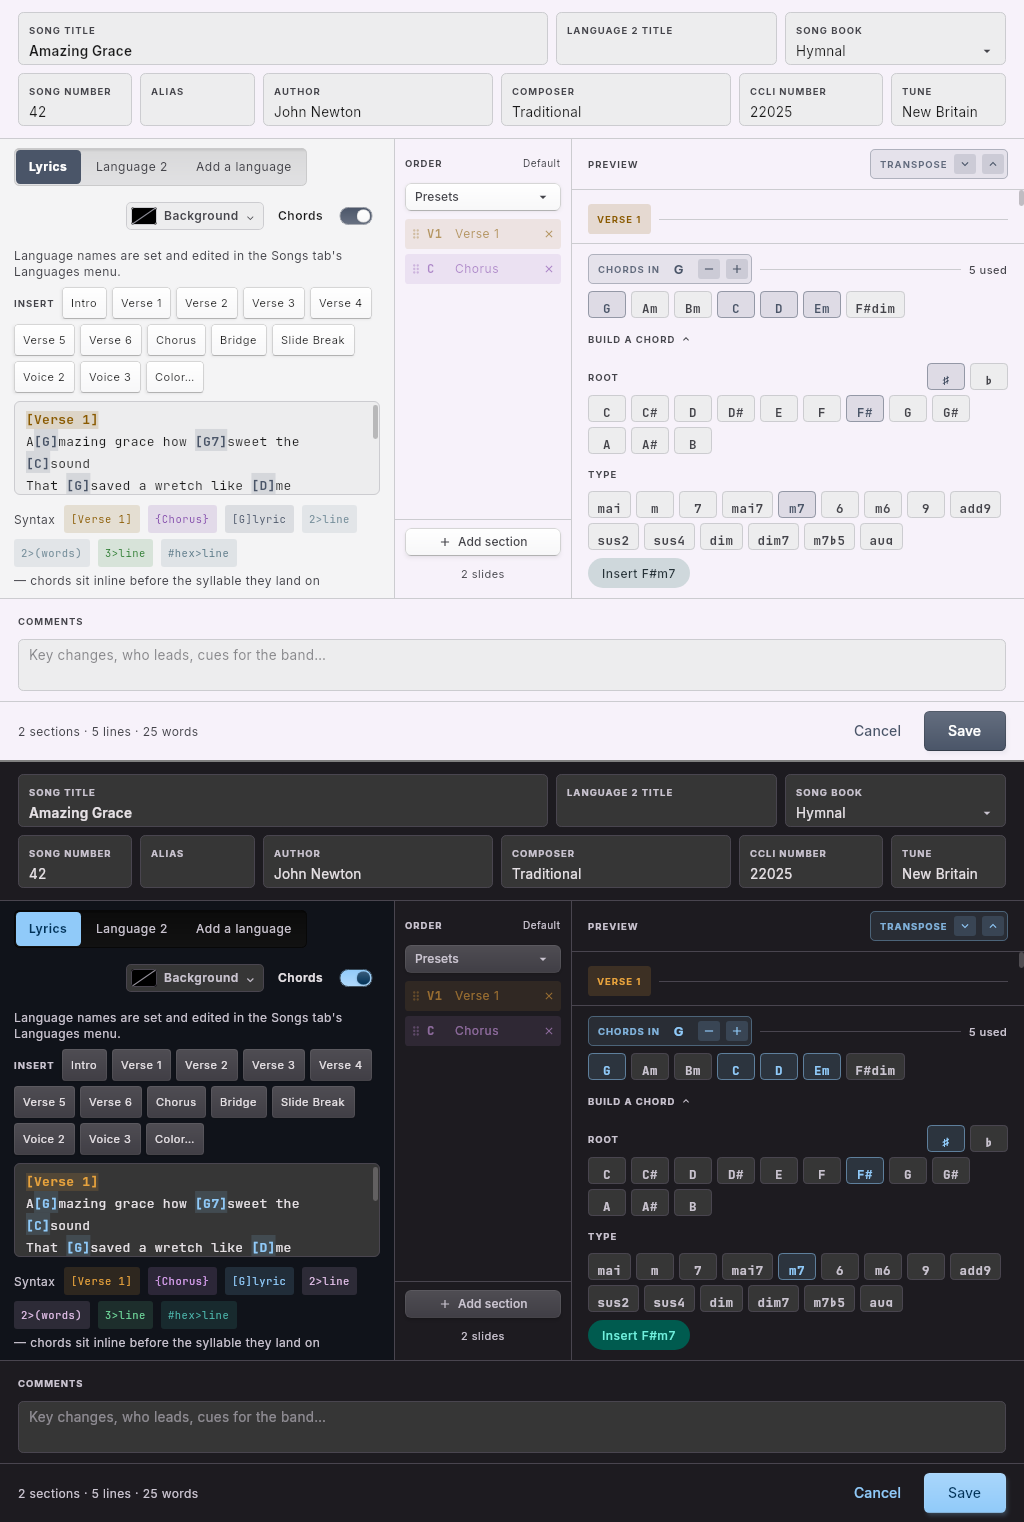 SONG TITLE
Amazing Grace
LANGUAGE 2 TITLE
SONG BOOK
Hymnal
SONG NUMBER
42
ALIAS
AUTHOR
John Newton
COMPOSER
Traditional
CCLI NUMBER
22025
TUNE
New Britain
Lyrics
Language 2
Add a language
Background
Chords
Language names are set and edited in the Songs tab's
Languages menu.
INSERT Intro Verse 1 Verse 2 Verse 3 Verse 4
Verse 5 Verse 6 Chorus Bridge Slide Break
Voice 2 Voice 3 Color...
[Verse 1]
A[G]mazing grace how [G7]sweet the
[C]sound
That [G]saved a wretch like [D]me
Syntax [Verse 1] {Chorus} [G]lyric 2>line
2>(words) 3>line #hex>line
— chords sit inline before the syllable they land on
ORDER Default
Presets
V1 Verse 1 ×
C Chorus ×
+ Add section
2 slides
PREVIEW
TRANSPOSE
VERSE 1
CHORDS IN G − +
5 used
G Am Bm C D Em F#dim
BUILD A CHORD
ROOT
♯ ♭
C C# D D# E F F# G G#
A A# B
TYPE
maj m 7 maj7 m7 6 m6 9 add9
sus2 sus4 dim dim7 m7♭5 aug
Insert F#m7
COMMENTS
Key changes, who leads, cues for the band...
2 sections · 5 lines · 25 words
Cancel
Save
SONG TITLE
Amazing Grace
LANGUAGE 2 TITLE
SONG BOOK
Hymnal
SONG NUMBER
42
ALIAS
AUTHOR
John Newton
COMPOSER
Traditional
CCLI NUMBER
22025
TUNE
New Britain
Lyrics
Language 2
Add a language
Background
Chords
Language names are set and edited in the Songs tab's
Languages menu.
INSERT Intro Verse 1 Verse 2 Verse 3 Verse 4
Verse 5 Verse 6 Chorus Bridge Slide Break
Voice 2 Voice 3 Color...
[Verse 1]
A[G]mazing grace how [G7]sweet the
[C]sound
That [G]saved a wretch like [D]me
Syntax [Verse 1] {Chorus} [G]lyric 2>line
2>(words) 3>line #hex>line
— chords sit inline before the syllable they land on
ORDER Default
Presets
V1 Verse 1 ×
C Chorus ×
+ Add section
2 slides
PREVIEW
TRANSPOSE
VERSE 1
CHORDS IN G − +
5 used
G Am Bm C D Em F#dim
BUILD A CHORD
ROOT
♯ ♭
C C# D D# E F F# G G#
A A# B
TYPE
maj m 7 maj7 m7 6 m6 9 add9
sus2 sus4 dim dim7 m7♭5 aug
Insert F#m7
COMMENTS
Key changes, who leads, cues for the band...
2 sections · 5 lines · 25 words
Cancel
Save